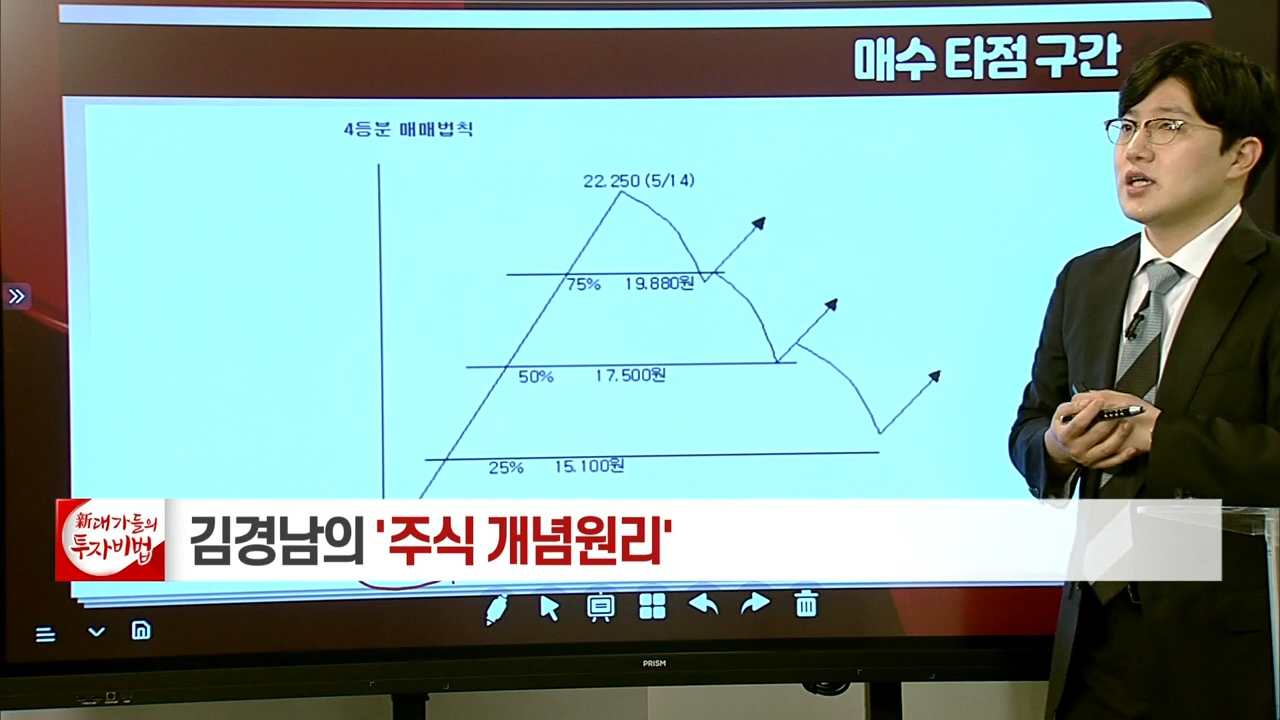 매수 타점 구간
4등분 매매법칙
22.250 (5/14)
75% 19.880원
50% 17.500원
25% 15.100원
新대가들의
투자비법
김경남의 '주식 개념원리'
PRISM